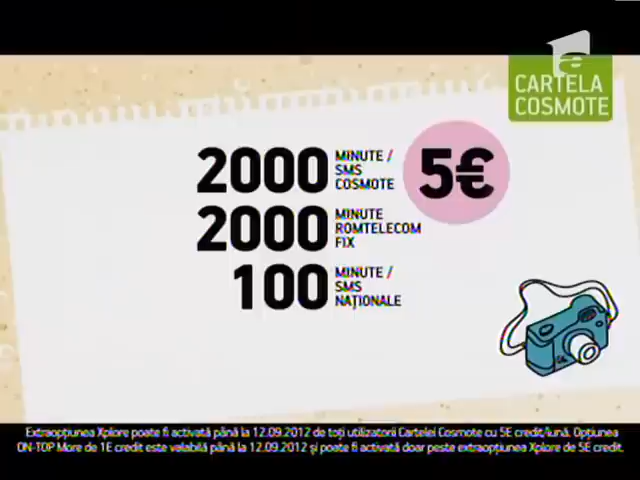 CARTELA
COSMOTE
2000 MINUTE /
SMS
COSMOTE
5€
2000 MINUTE
ROMTELECOM
FIX
100 MINUTE /
SMS
NAȚIONALE
Extraopțiunea Xplore poate fi activată până la 12.09.2012 de toți utilizatorii Cartelei Cosmote cu 5E credit/lună. Opțiunea
ON-TOP More de 1E credit este valabilă până la 12.09.2012 și poate fi activată doar peste extraopțiunea Xplore de 5E credit.